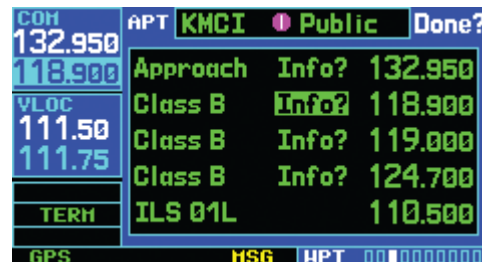 COM
132.950
118.900
VLOC
111.50
111.75
TERM
APT KMCI Public Done?
Approach Info? 132.950
Class B Info? 118.900
Class B Info? 119.000
Class B Info? 124.700
ILS 01L 110.500
GPS MSG WPT